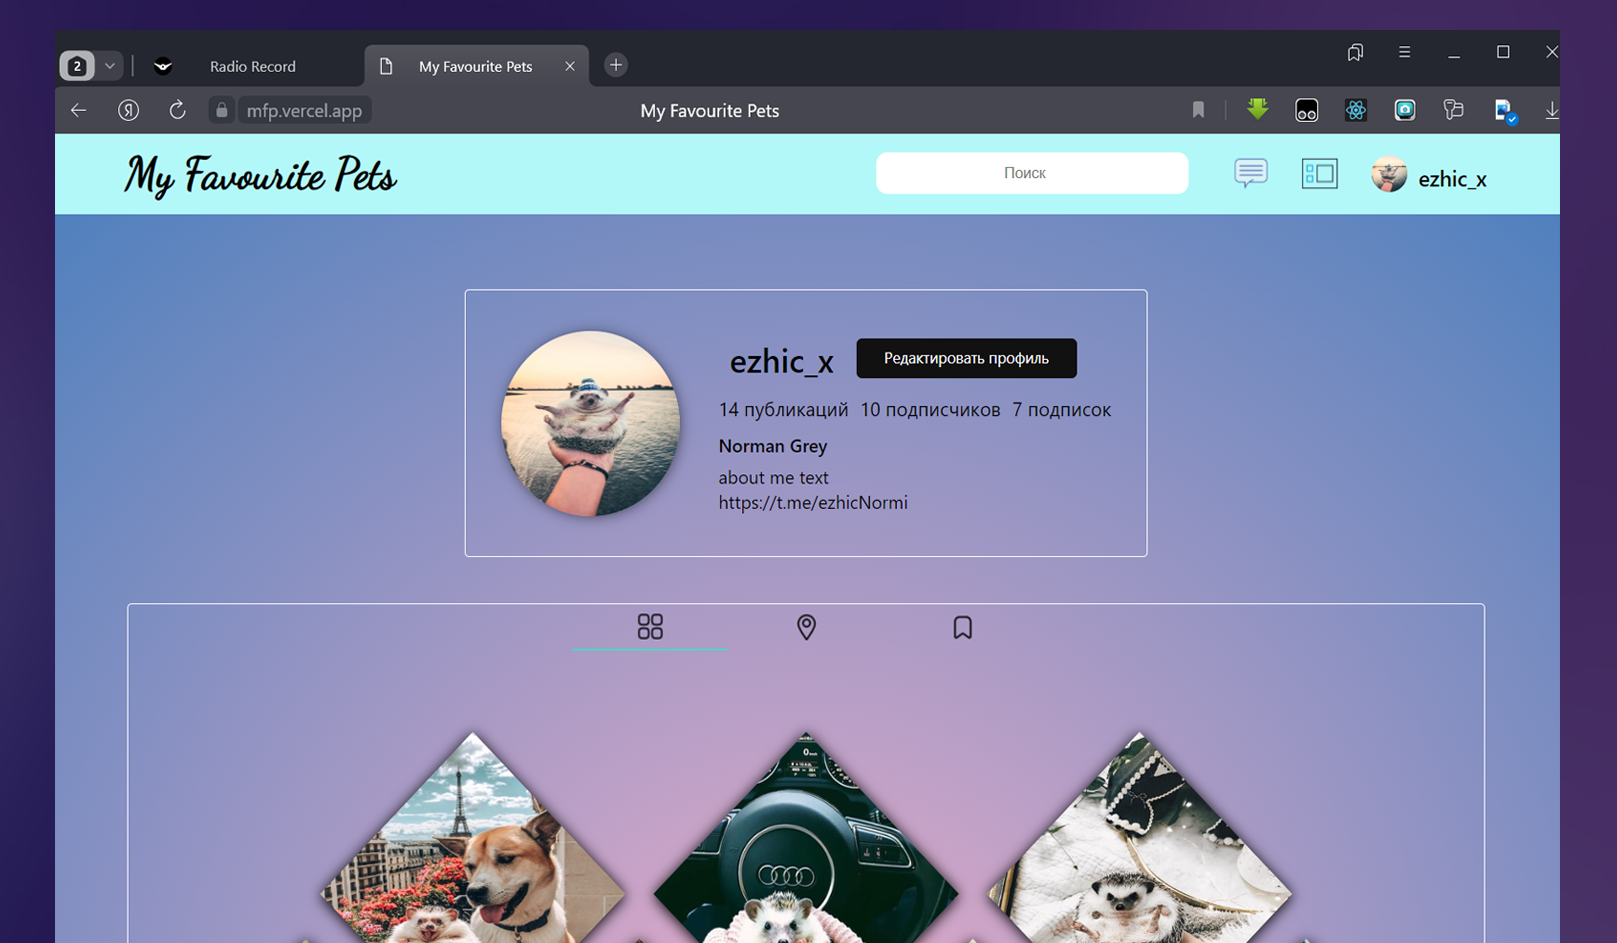 2
Radio Record
My Favourite Pets
mfp.vercel.app
My Favourite Pets
My Favourite Pets
Поиск
ezhic_x
ezhic_x
Редактировать профиль
14 публикаций 10 подписчиков 7 подписок
Norman Grey
about me text
https://t.me/ezhicNormi